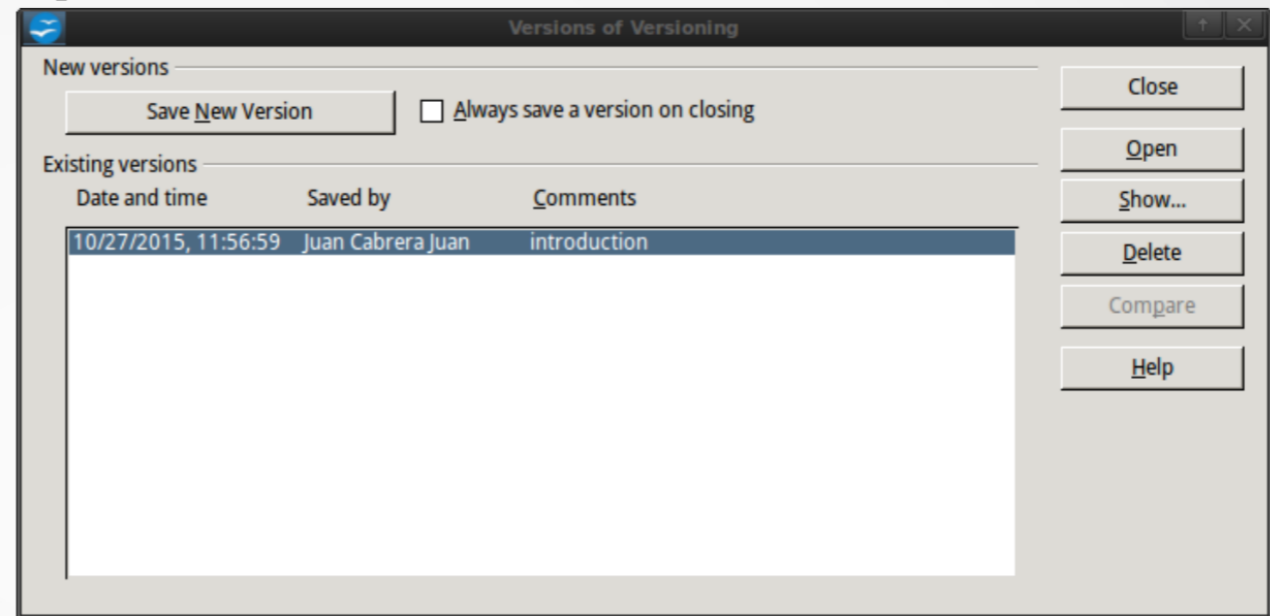 Versions of Versioning
New versions
Save New Version
Always save a version on closing
Close
Open
Existing versions
Date and time Saved by Comments
Show...
10/27/2015, 11:56:59 Juan Cabrera Juan introduction
Delete
Compare
Help